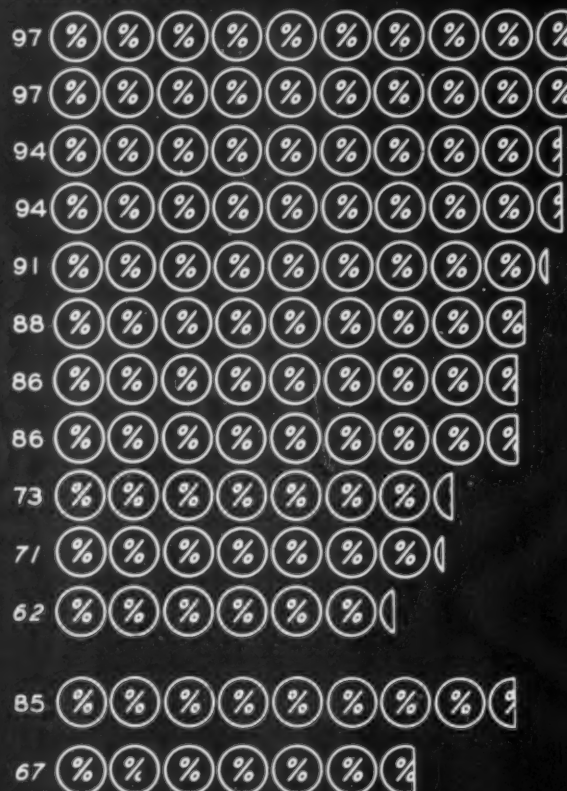 97 % % % % % % % % % %
97 % % % % % % % % % %
94 % % % % % % % % % %
94 % % % % % % % % % %
91 % % % % % % % % %
88 % % % % % % % % %
86 % % % % % % % % %
86 % % % % % % % % %
73 % % % % % % %
71 % % % % % % %
62 % % % % % %
85 % % % % % % % % %
67 % % % % % % %